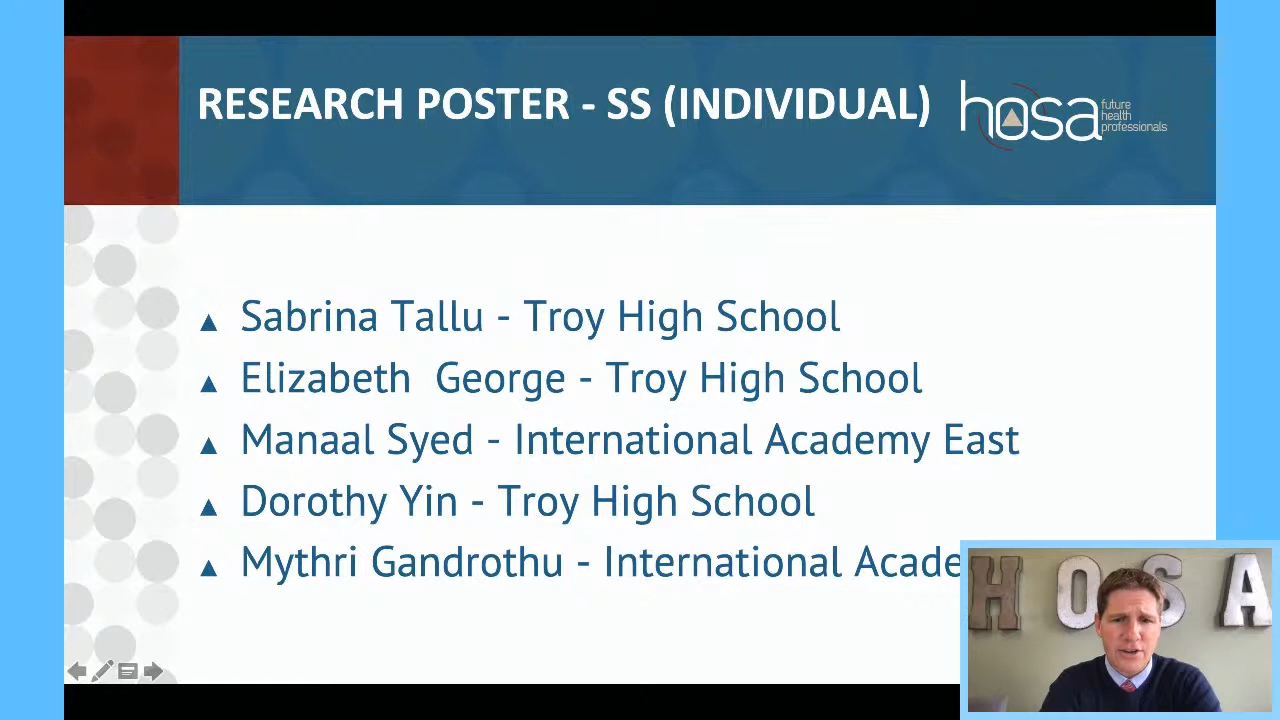 RESEARCH POSTER - SS (INDIVIDUAL)
hosa future health professionals
▲ Sabrina Tallu - Troy High School
▲ Elizabeth  George - Troy High School
▲ Manaal Syed - International Academy East
▲ Dorothy Yin - Troy High School
▲ Mythri Gandrothu - International Acade
HOSA